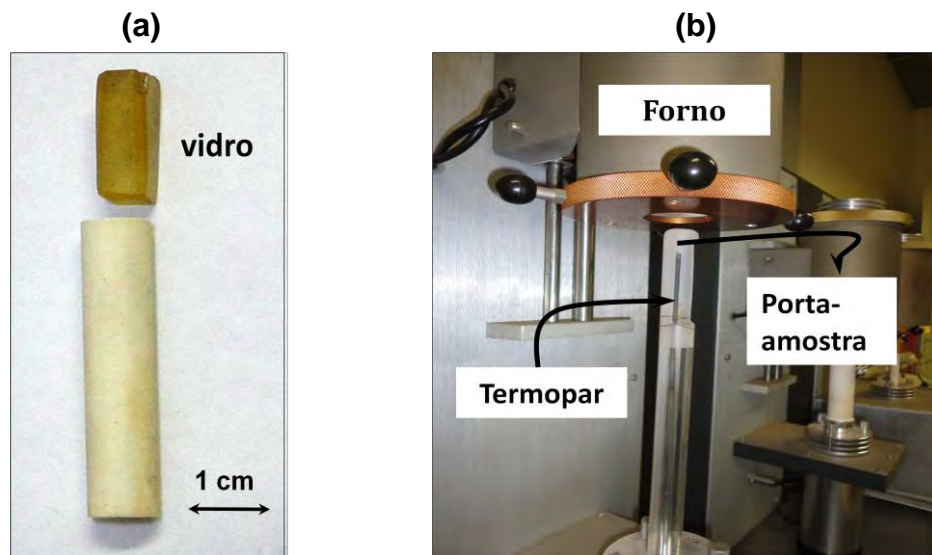 (a)
(b)
vidro
1 cm
Forno
Termopar
Porta-
amostra